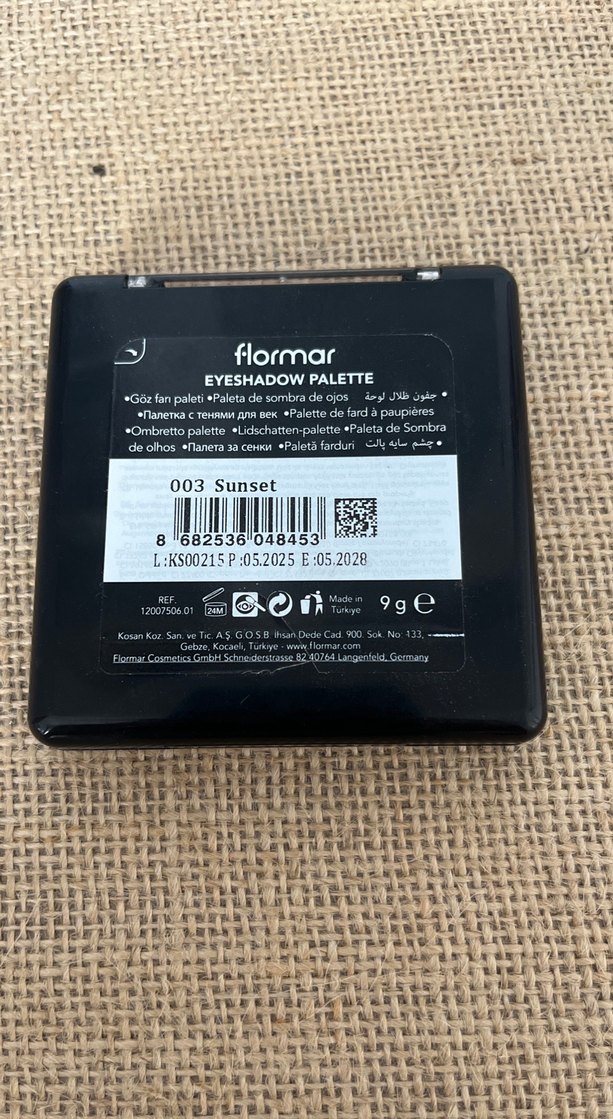 flormar
EYESHADOW PALETTE
•Göz farı paleti •Paleta de sombra de ojos جفون ظلال لوحة •
•Палетка с тенями для век •Palette de fard à paupières
•Ombretto palette •Lidschatten-palette •Paleta de Sombra
de olhos •Палета за сенки •Paletă farduri چشم سایه پالت •
003 Sunset
8 682536 048453
L:KS00215 P:05.2025 E:05.2028
REF.
12007506.01
24M
Made in
Türkiye
9 g ℮
Kosan Koz. San. ve Tic. A.Ş. G.O.S.B. İhsan Dede Cad. 900. Sok. No: 133,
Gebze, Kocaeli, Türkiye - www.flormar.com
Flormar Cosmetics GmbH Schneiderstrasse 82 40764 Langenfeld, Germany